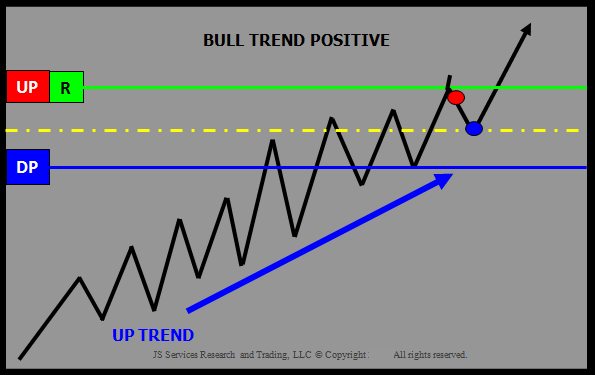 BULL TREND POSITIVE
UP R
DP
UP TREND
JS Services Research and Trading, LLC © Copyright All rights reserved.